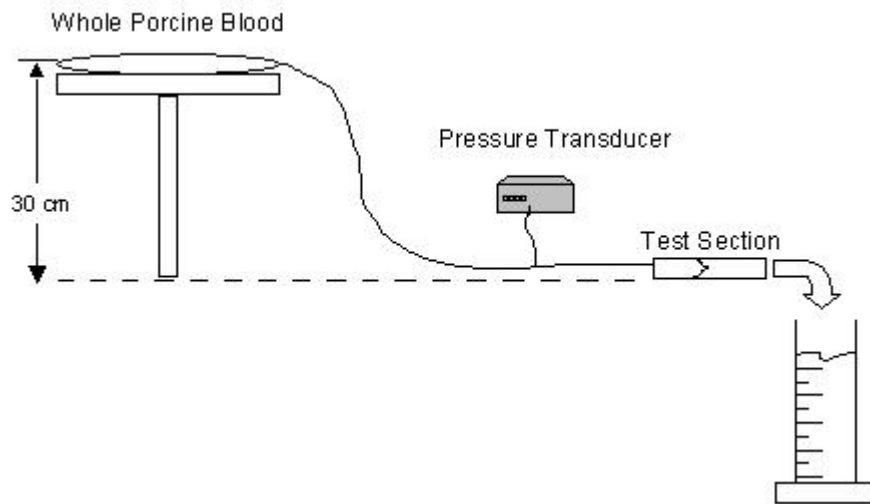 Whole Porcine Blood
Pressure Transducer
30 cm
Test Section